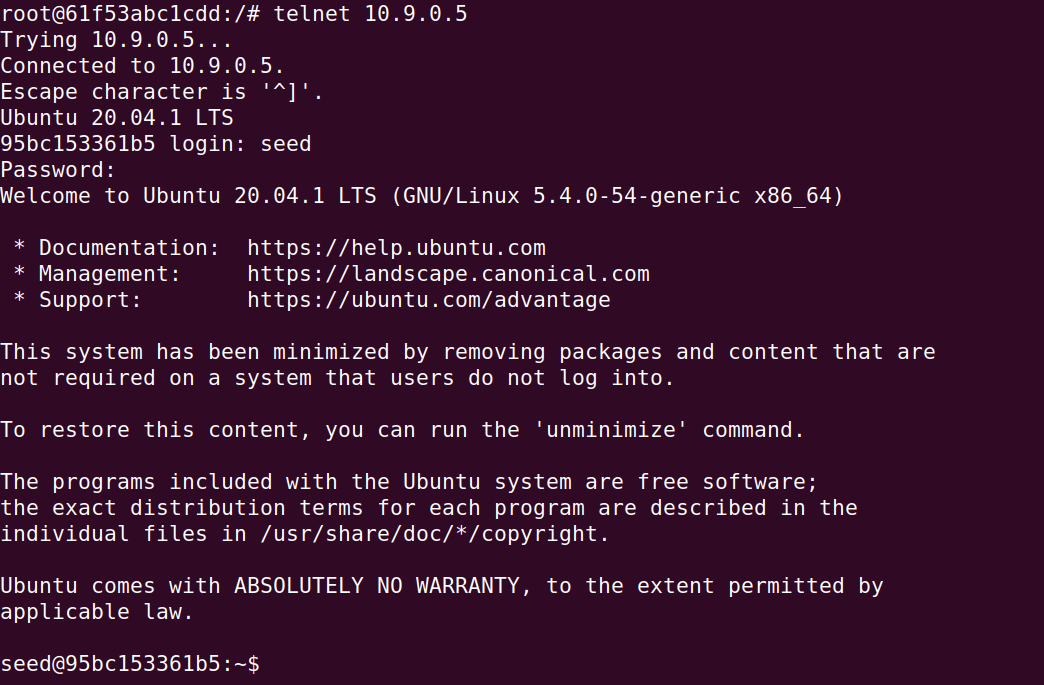 root@61f53abc1cdd:/# telnet 10.9.0.5
Trying 10.9.0.5...
Connected to 10.9.0.5.
Escape character is '^]'.
Ubuntu 20.04.1 LTS
95bc153361b5 login: seed
Password:
Welcome to Ubuntu 20.04.1 LTS (GNU/Linux 5.4.0-54-generic x86_64)

 * Documentation:  https://help.ubuntu.com
 * Management:     https://landscape.canonical.com
 * Support:        https://ubuntu.com/advantage

This system has been minimized by removing packages and content that are
not required on a system that users do not log into.

To restore this content, you can run the 'unminimize' command.

The programs included with the Ubuntu system are free software;
the exact distribution terms for each program are described in the
individual files in /usr/share/doc/*/copyright.

Ubuntu comes with ABSOLUTELY NO WARRANTY, to the extent permitted by
applicable law.

seed@95bc153361b5:~$